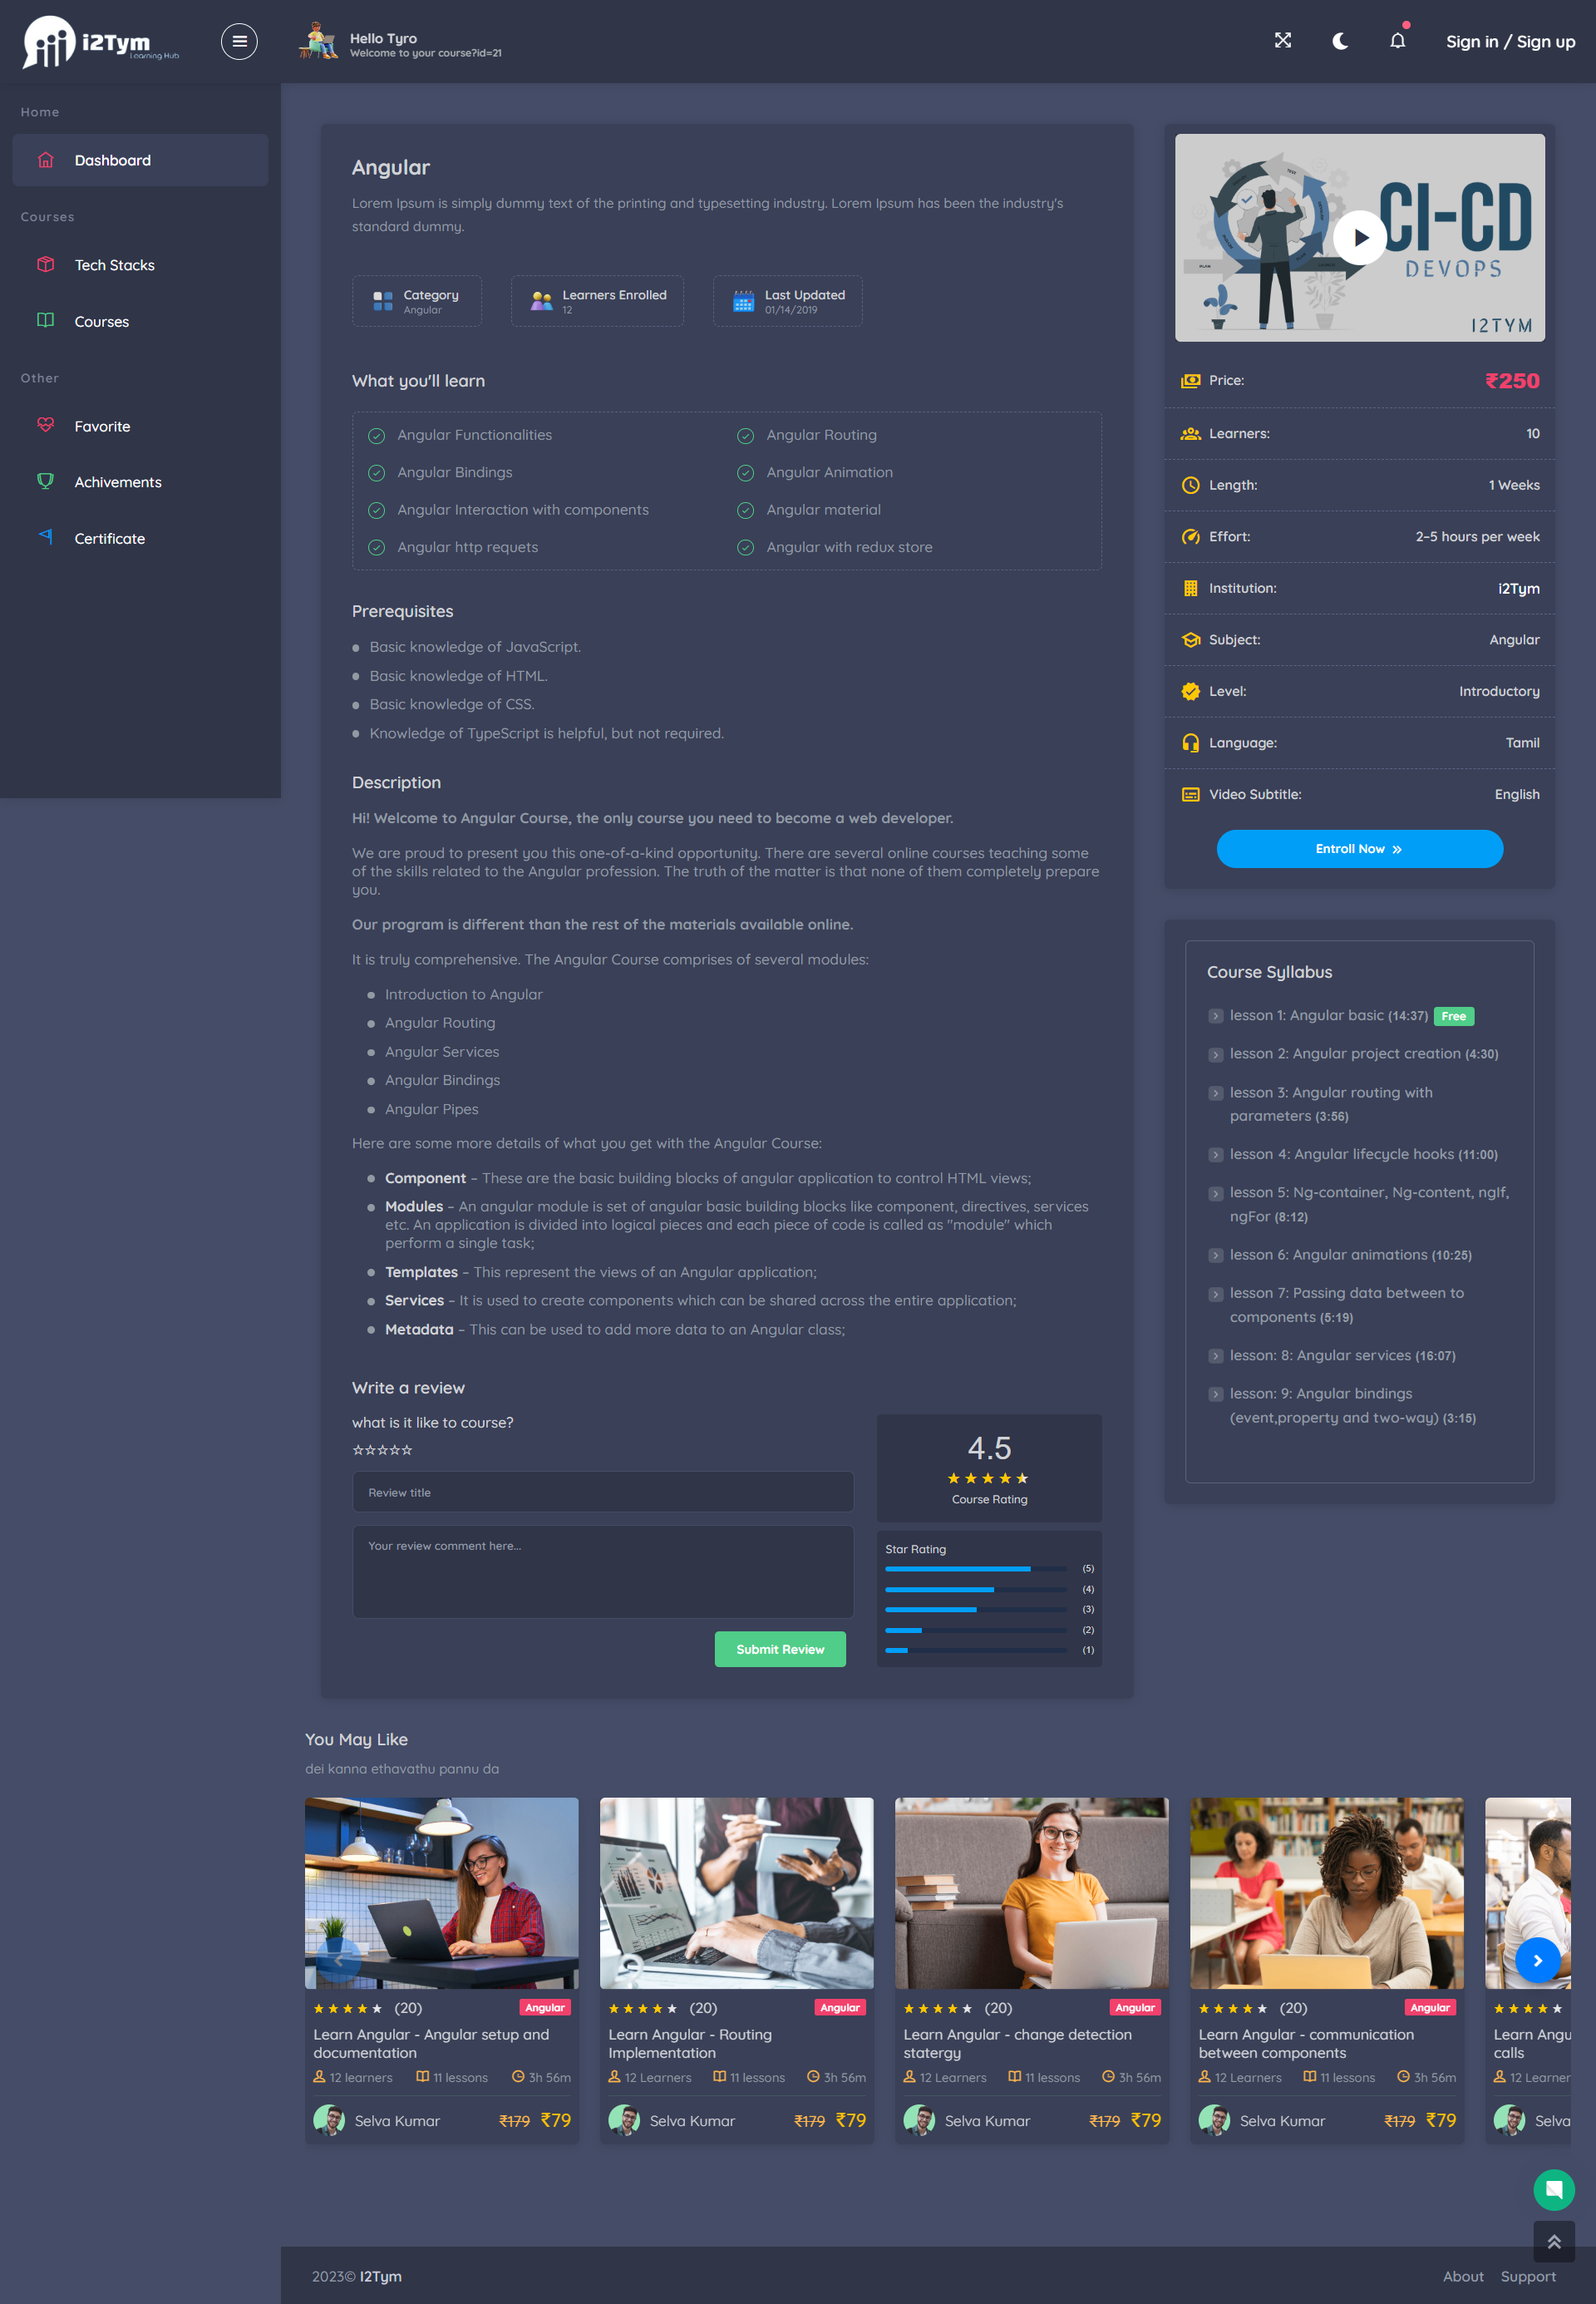 i2Tym
Learning Hub
Hello Tyro
Welcome to your course?id=21
Sign in / Sign up
Home
Dashboard
Courses
Tech Stacks
Courses
Other
Favorite
Achivements
Certificate
Angular
Lorem Ipsum is simply dummy text of the printing and typesetting industry. Lorem Ipsum has been the industry's
standard dummy.
Category
Angular
Learners Enrolled
12
Last Updated
01/14/2019
What you'll learn
Angular Functionalities
Angular Routing
Angular Bindings
Angular Animation
Angular Interaction with components
Angular material
Angular http requets
Angular with redux store
Prerequisites
Basic knowledge of JavaScript.
Basic knowledge of HTML.
Basic knowledge of CSS.
Knowledge of TypeScript is helpful, but not required.
Description
Hi! Welcome to Angular Course, the only course you need to become a web developer.
We are proud to present you this one-of-a-kind opportunity. There are several online courses teaching some
of the skills related to the Angular profession. The truth of the matter is that none of them completely prepare
you.
Our program is different than the rest of the materials available online.
It is truly comprehensive. The Angular Course comprises of several modules:
Introduction to Angular
Angular Routing
Angular Services
Angular Bindings
Angular Pipes
Here are some more details of what you get with the Angular Course:
Component – These are the basic building blocks of angular application to control HTML views;
Modules – An angular module is set of angular basic building blocks like component, directives, services
etc. An application is divided into logical pieces and each piece of code is called as "module" which
perform a single task;
Templates – This represent the views of an Angular application;
Services – It is used to create components which can be shared across the entire application;
Metadata – This can be used to add more data to an Angular class;
Write a review
what is it like to course?
Review title
Your review comment here...
Submit Review
4.5
Course Rating
Star Rating
(5)
(4)
(3)
(2)
(1)
CI-CD
DEVOPS
I2TYM
Price: ₹250
Learners: 10
Length: 1 Weeks
Effort: 2–5 hours per week
Institution: i2Tym
Subject: Angular
Level: Introductory
Language: Tamil
Video Subtitle: English
Entroll Now
Course Syllabus
lesson 1: Angular basic (14:37) Free
lesson 2: Angular project creation (4:30)
lesson 3: Angular routing with
parameters (3:56)
lesson 4: Angular lifecycle hooks (11:00)
lesson 5: Ng-container, Ng-content, ngIf,
ngFor (8:12)
lesson 6: Angular animations (10:25)
lesson 7: Passing data between to
components (5:19)
lesson: 8: Angular services (16:07)
lesson: 9: Angular bindings
(event,property and two-way) (3:15)
You May Like
dei kanna ethavathu pannu da
(20) Angular
Learn Angular - Angular setup and
documentation
12 learners 11 lessons 3h 56m
Selva Kumar ₹179 ₹79
(20) Angular
Learn Angular - Routing
Implementation
12 Learners 11 lessons 3h 56m
Selva Kumar ₹179 ₹79
(20) Angular
Learn Angular - change detection
statergy
12 Learners 11 lessons 3h 56m
Selva Kumar ₹179 ₹79
(20) Angular
Learn Angular - communication
between components
12 Learners 11 lessons 3h 56m
Selva Kumar ₹179 ₹79
Learn Angu
calls
12 Learner
Selva
2023© I2Tym
About Support